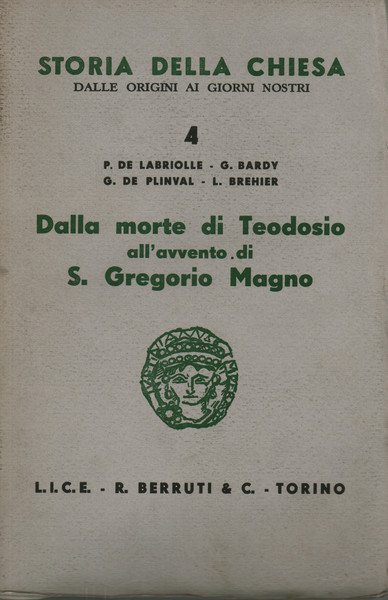 STORIA DELLA CHIESA
DALLE ORIGINI AI GIORNI NOSTRI
4
P. DE LABRIOLLE - G. BARDY
G. DE PLINVAL - L. BREHIER
Dalla morte di Teodosio
all'avvento di
S. Gregorio Magno
L.I.C.E. - R. BERRUTI & C. - TORINO